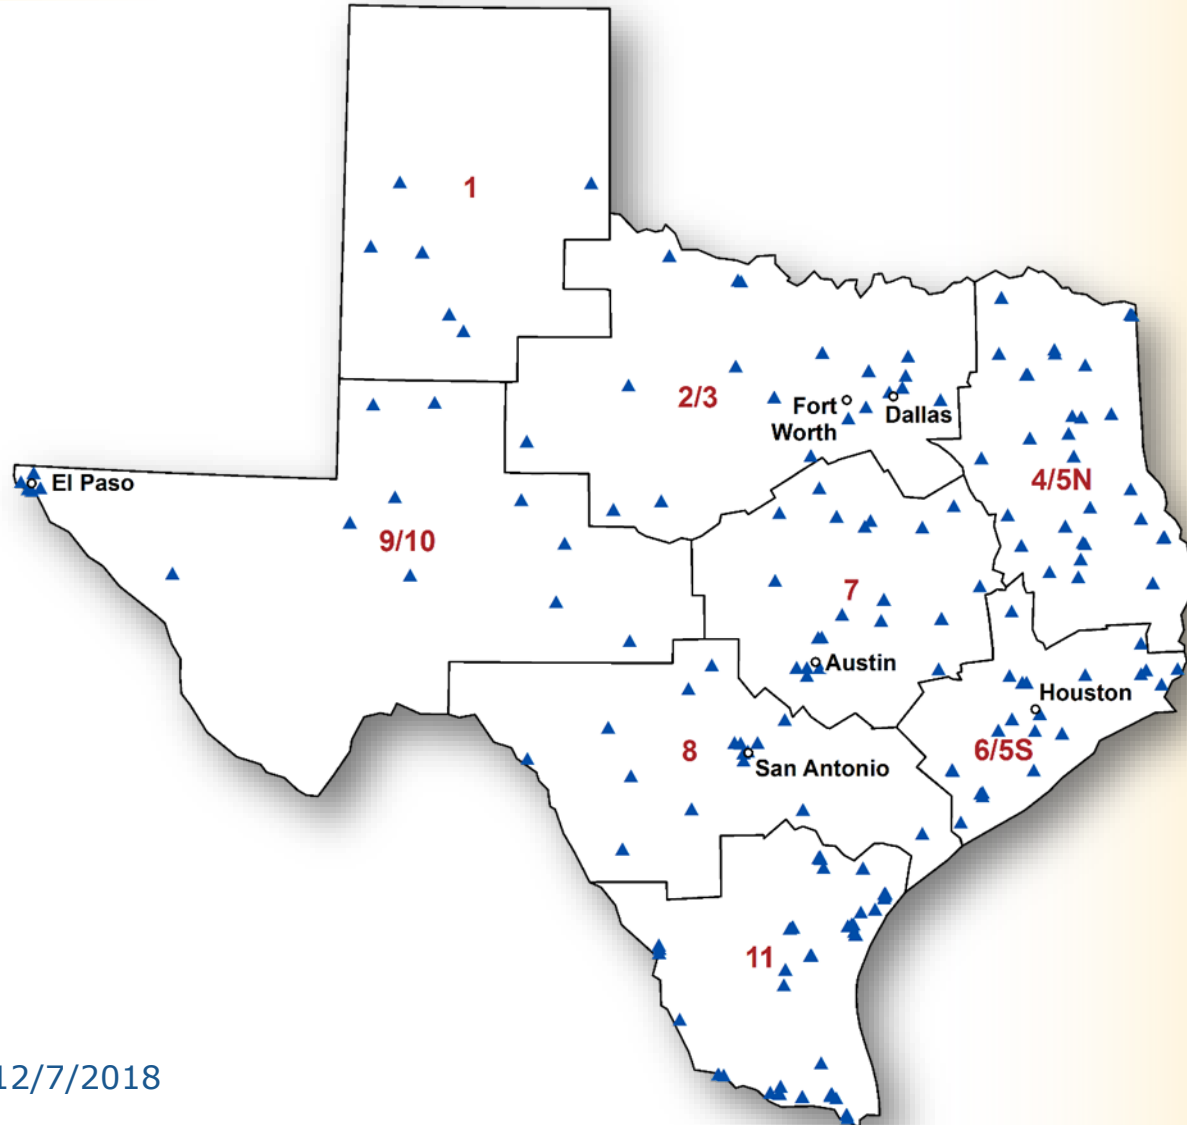 1
2/3
Fort
Worth
Dallas
El Paso
4/5N
9/10
7
Austin
Houston
8
6/5S
San Antonio
11
12/7/2018